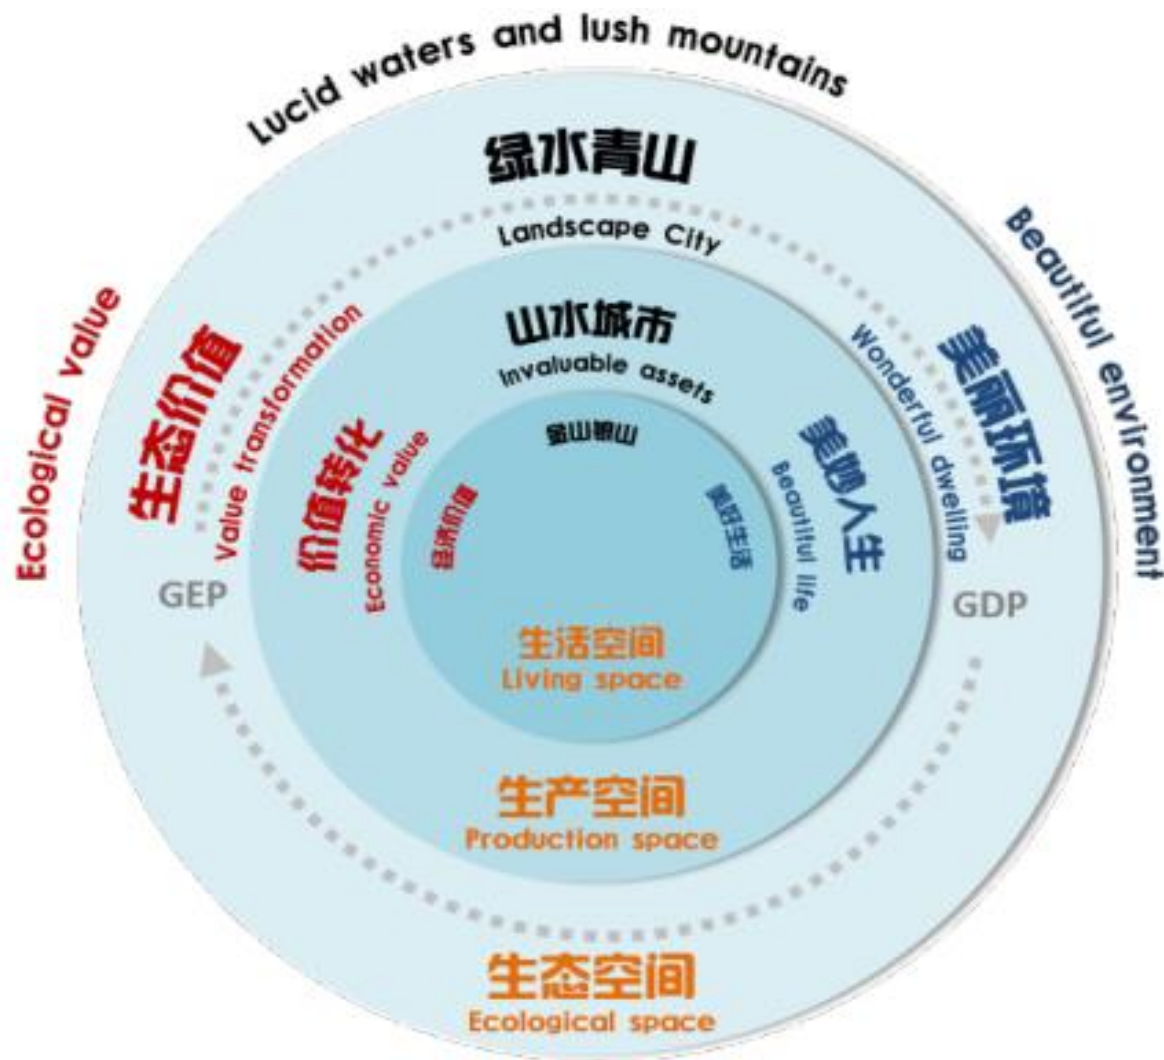 Lucid waters and lush mountains
绿水青山
Landscape City
山水城市
Invaluable assets
金山银山
Ecological value
生态价值
Value transformation
价值转化
Economic value
经济价值
Beautiful environment
美丽环境
Wonderful dwelling
美妙人生
Beautiful life
美好生活
GEP
GDP
生活空间
Living space
生产空间
Production space
生态空间
Ecological space